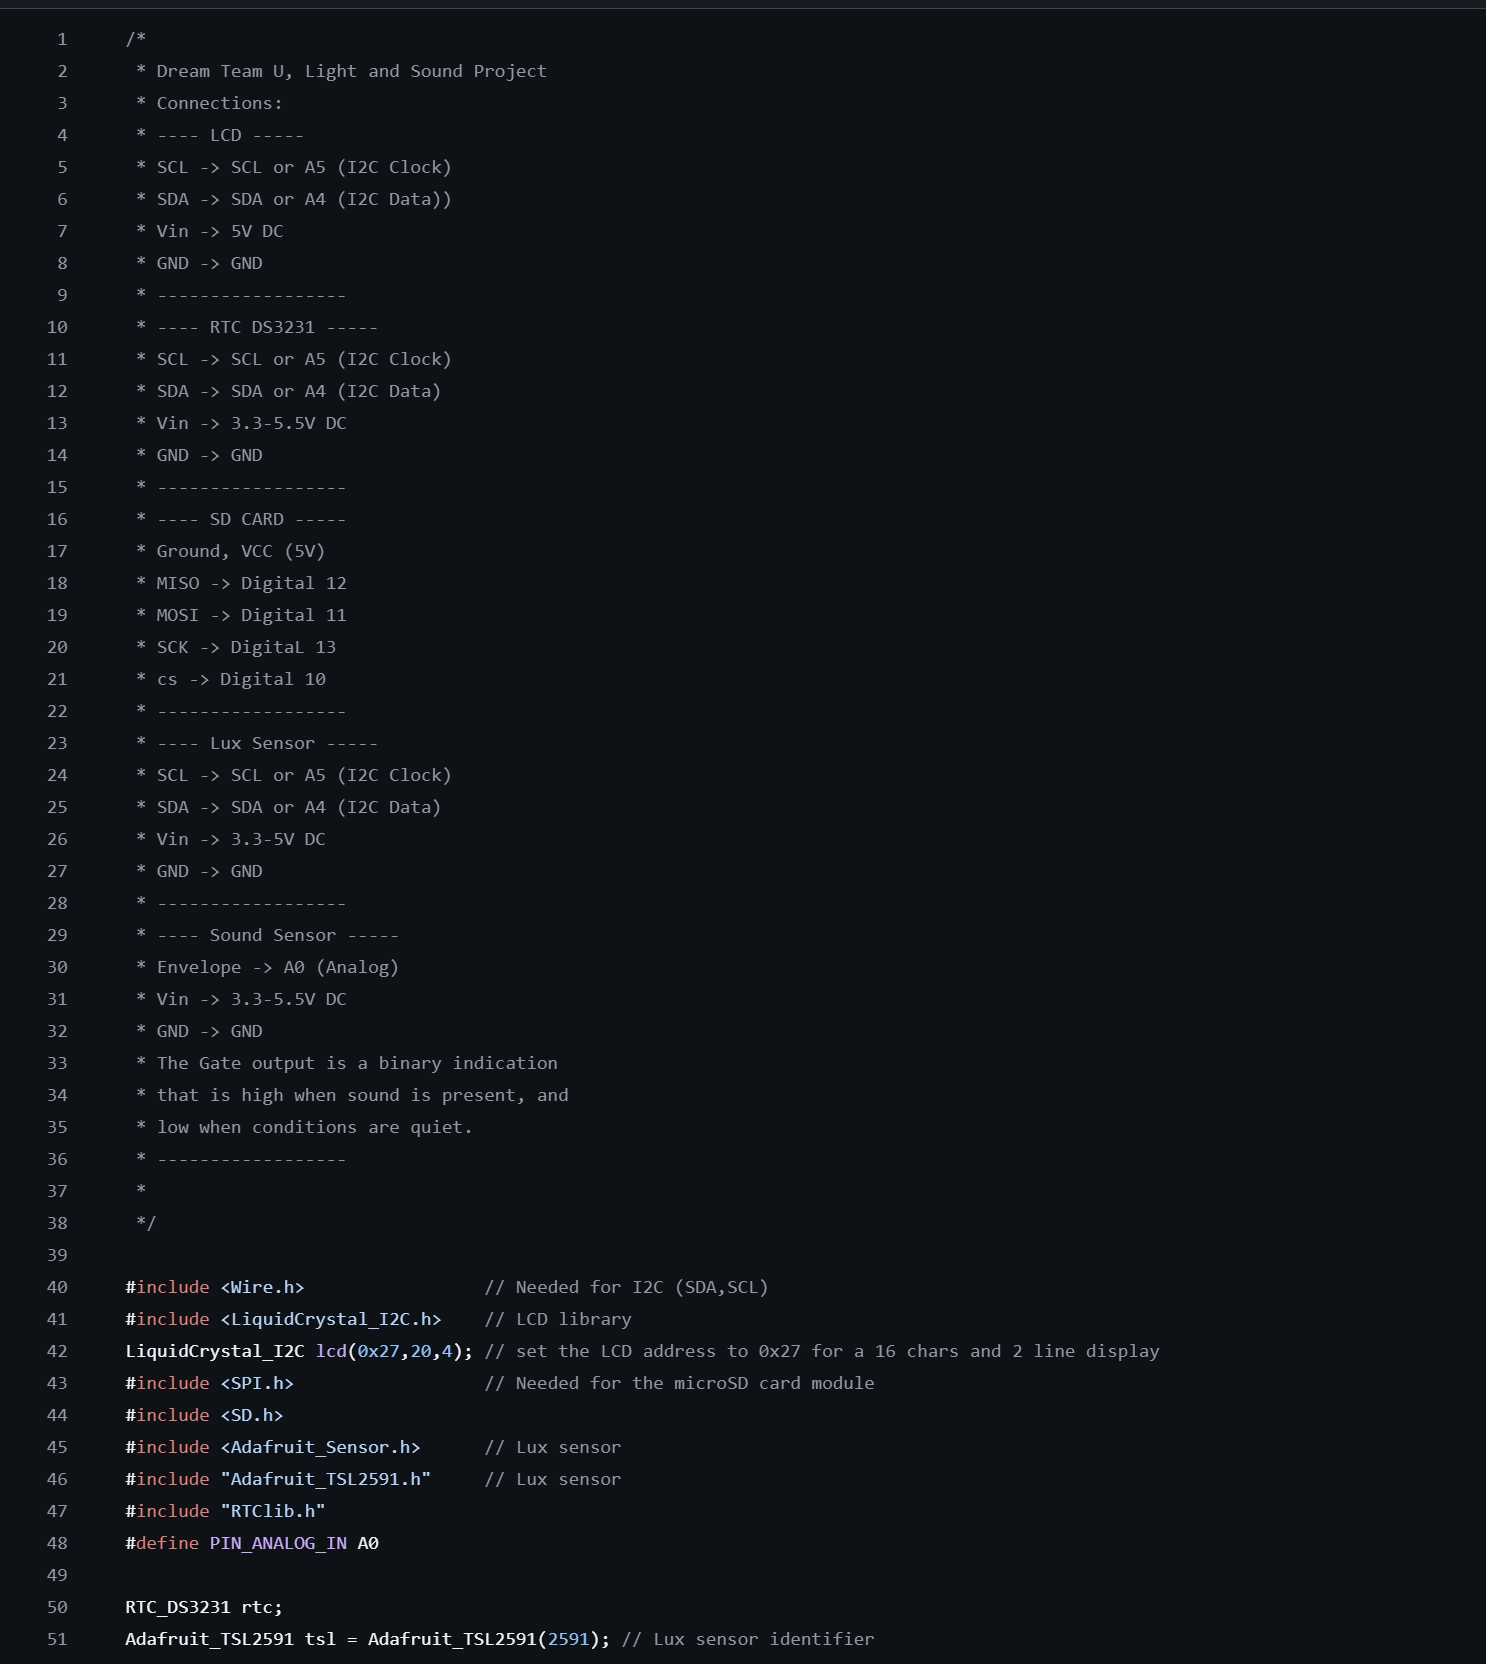 1 /*
2 * Dream Team U, Light and Sound Project
3 * Connections:
4 * ---- LCD -----
5 * SCL -> SCL or A5 (I2C Clock)
6 * SDA -> SDA or A4 (I2C Data))
7 * Vin -> 5V DC
8 * GND -> GND
9 * ------------------
10 * ---- RTC DS3231 -----
11 * SCL -> SCL or A5 (I2C Clock)
12 * SDA -> SDA or A4 (I2C Data)
13 * Vin -> 3.3-5.5V DC
14 * GND -> GND
15 * ------------------
16 * ---- SD CARD -----
17 * Ground, VCC (5V)
18 * MISO -> Digital 12
19 * MOSI -> Digital 11
20 * SCK -> DigitaL 13
21 * cs -> Digital 10
22 * ------------------
23 * ---- Lux Sensor -----
24 * SCL -> SCL or A5 (I2C Clock)
25 * SDA -> SDA or A4 (I2C Data)
26 * Vin -> 3.3-5V DC
27 * GND -> GND
28 * ------------------
29 * ---- Sound Sensor -----
30 * Envelope -> A0 (Analog)
31 * Vin -> 3.3-5.5V DC
32 * GND -> GND
33 * The Gate output is a binary indication
34 * that is high when sound is present, and
35 * low when conditions are quiet.
36 * ------------------
37 *
38 */
39
40 #include <Wire.h> // Needed for I2C (SDA,SCL)
41 #include <LiquidCrystal_I2C.h> // LCD library
42 LiquidCrystal_I2C lcd(0x27,20,4); // set the LCD address to 0x27 for a 16 chars and 2 line display
43 #include <SPI.h> // Needed for the microSD card module
44 #include <SD.h>
45 #include <Adafruit_Sensor.h> // Lux sensor
46 #include "Adafruit_TSL2591.h" // Lux sensor
47 #include "RTClib.h"
48 #define PIN_ANALOG_IN A0
49
50 RTC_DS3231 rtc;
51 Adafruit_TSL2591 tsl = Adafruit_TSL2591(2591); // Lux sensor identifier